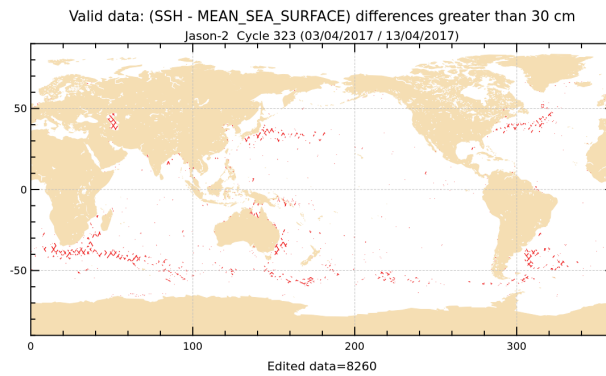 Valid data: (SSH - MEAN_SEA_SURFACE) differences greater than 30 cm
Jason-2 Cycle 323 (03/04/2017 / 13/04/2017)
50
0
-50
0
100
200
300
Edited data=8260